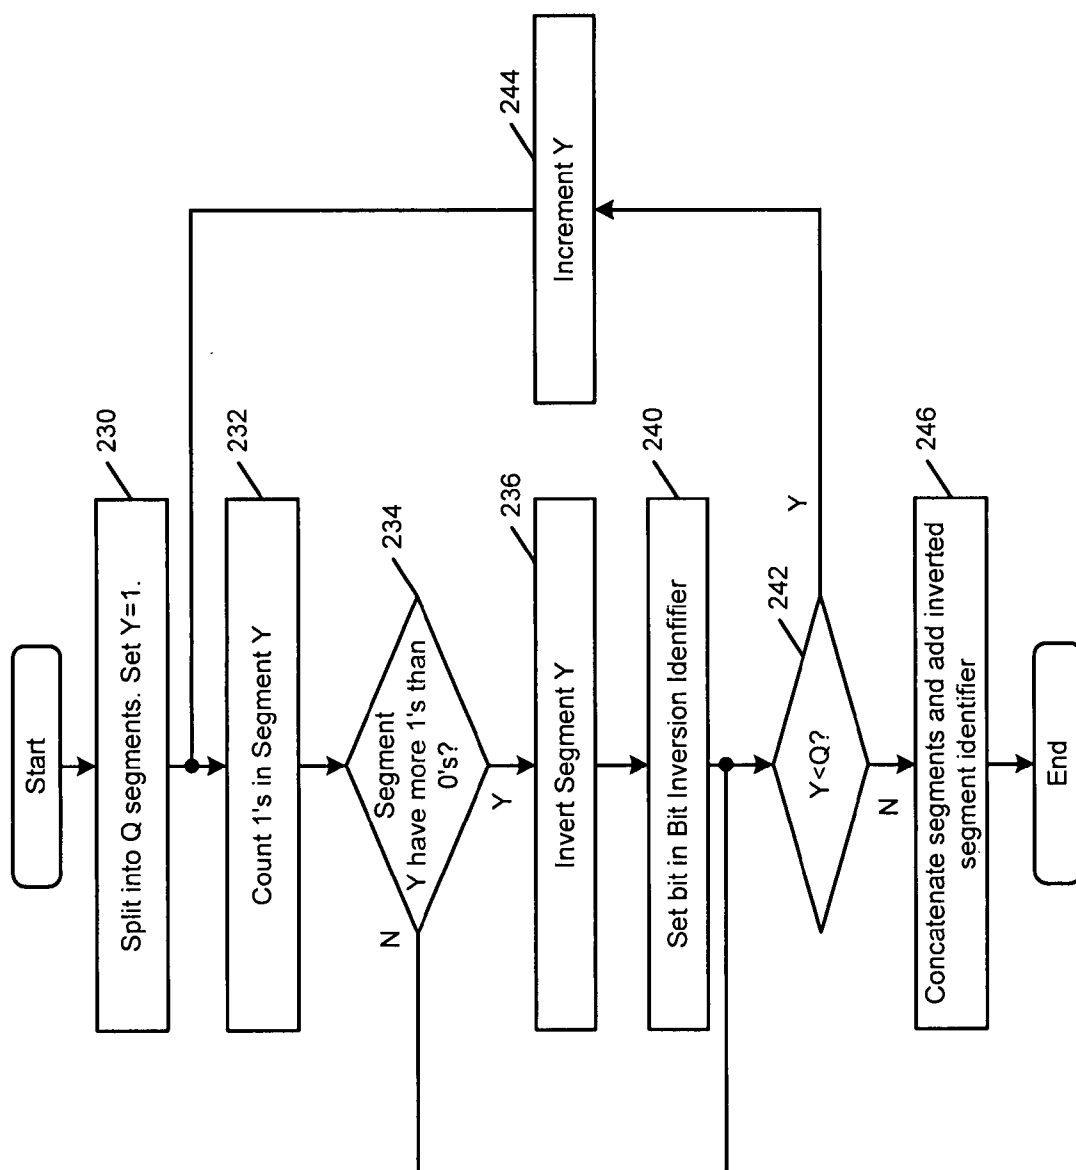 Start
230
Split into Q segments. Set Y=1.
232
Count 1's in Segment Y
234
Segment
Y have more 1's than
0's?
N
Y
236
Invert Segment Y
240
Set bit in Bit Inversion Idenfifier
242
Y<Q?
Y
N
244
Increment Y
246
Concatenate segments and add inverted
segment identifier
End